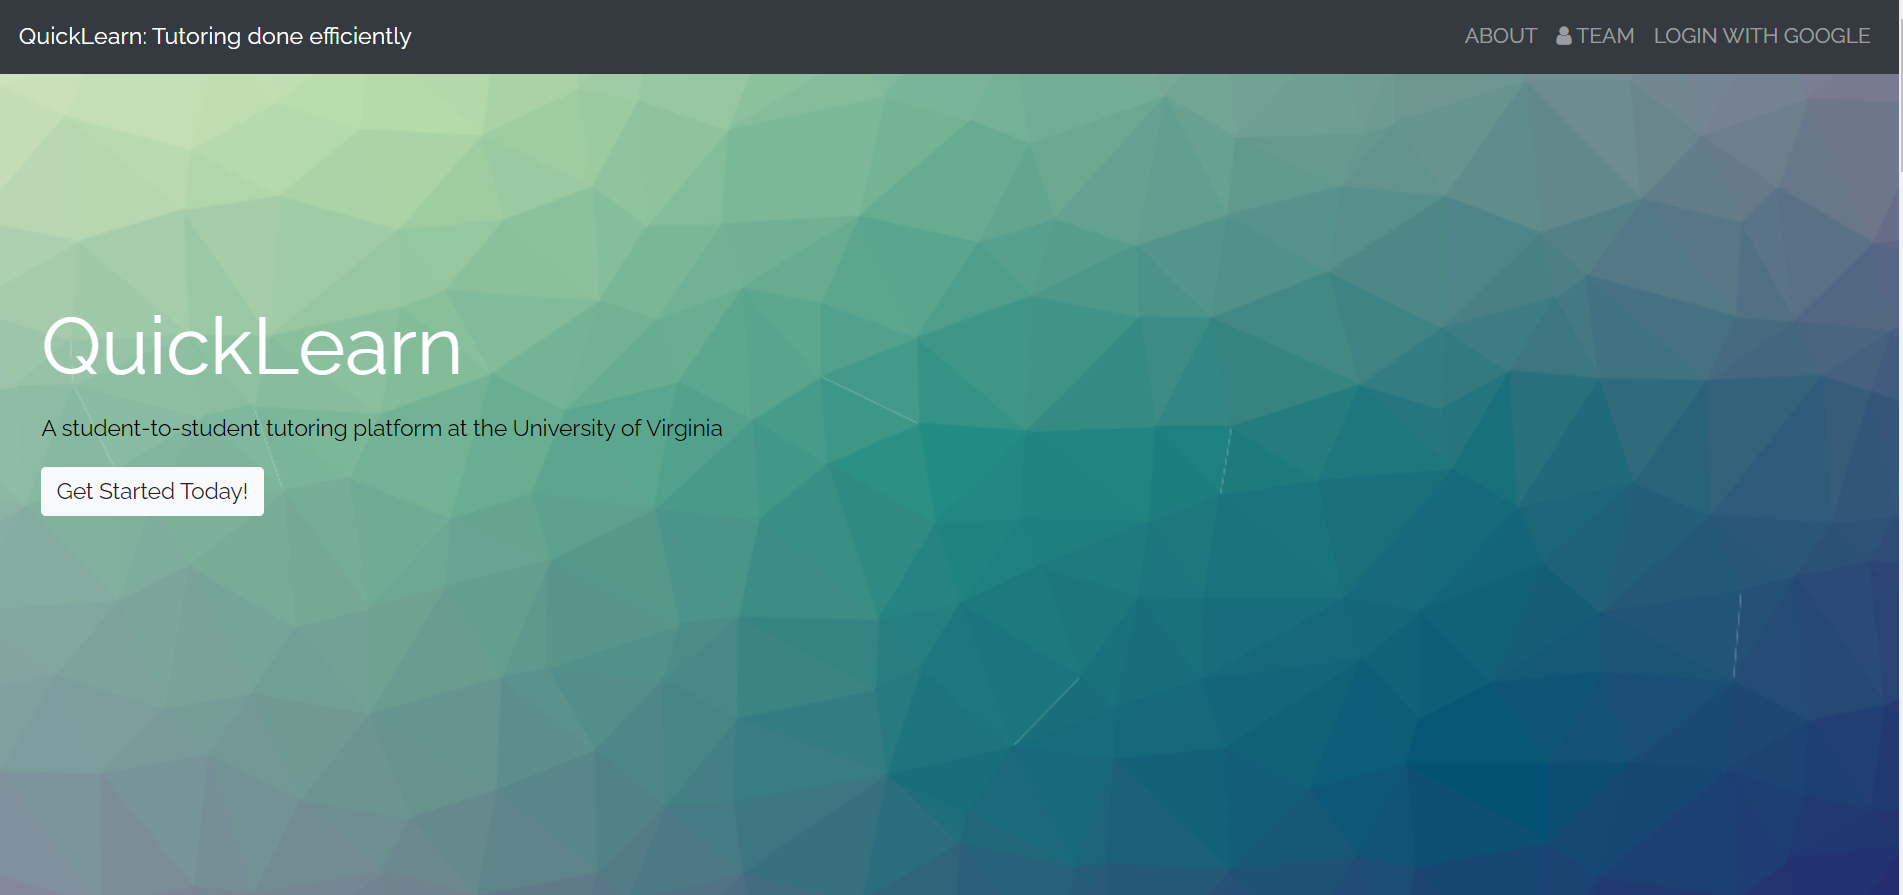 QuickLearn: Tutoring done efficiently
ABOUT TEAM LOGIN WITH GOOGLE
QuickLearn
A student-to-student tutoring platform at the University of Virginia
Get Started Today!